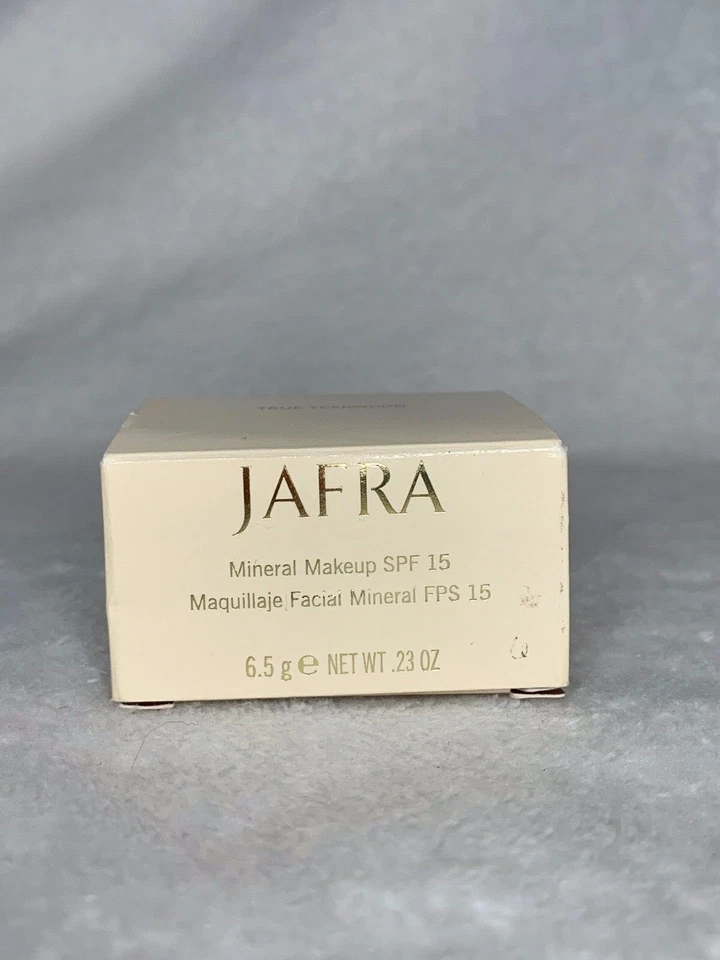 JAFRA
Mineral Makeup SPF 15
Maquillaje Facial Mineral FPS 15
6.5 g ℮ NET WT .23 OZ